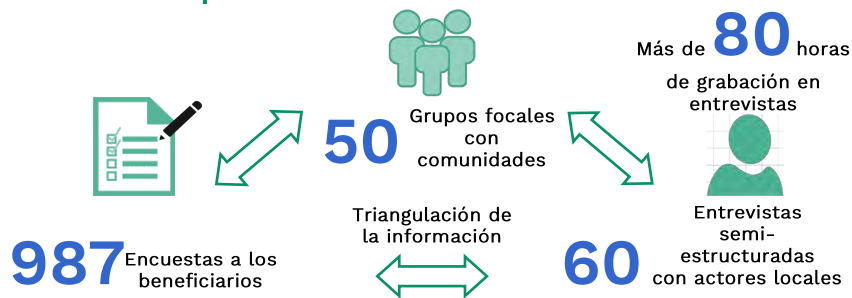 Más de 80 horas
de grabación en
entrevistas
50 Grupos focales
con
comunidades
Triangulación de
la información
987 Encuestas a los
beneficiarios
60 Entrevistas
semi-
estructuradas
con actores locales